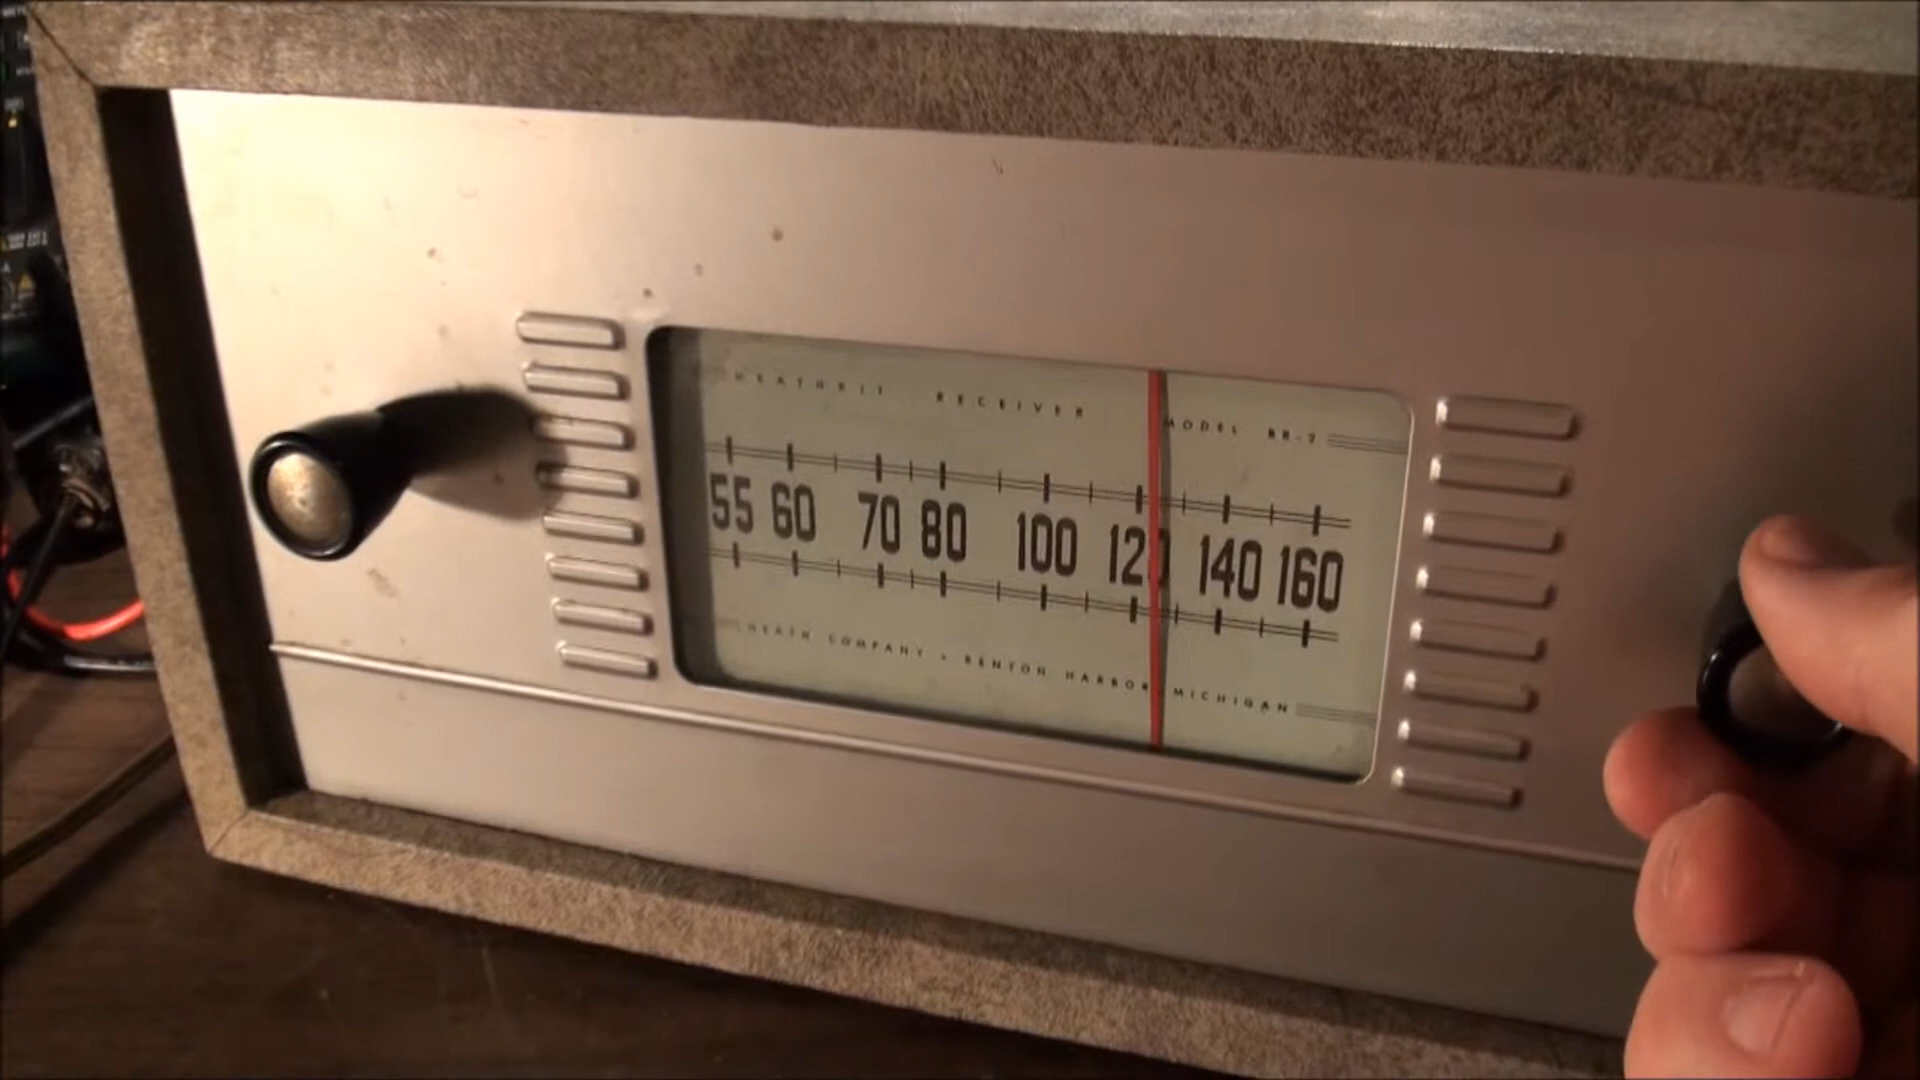 HEATHKIT RECEIVER MODEL BR-2
55 60 70 80 100 120 140 160
HEATH COMPANY • BENTON HARBOR, MICHIGAN